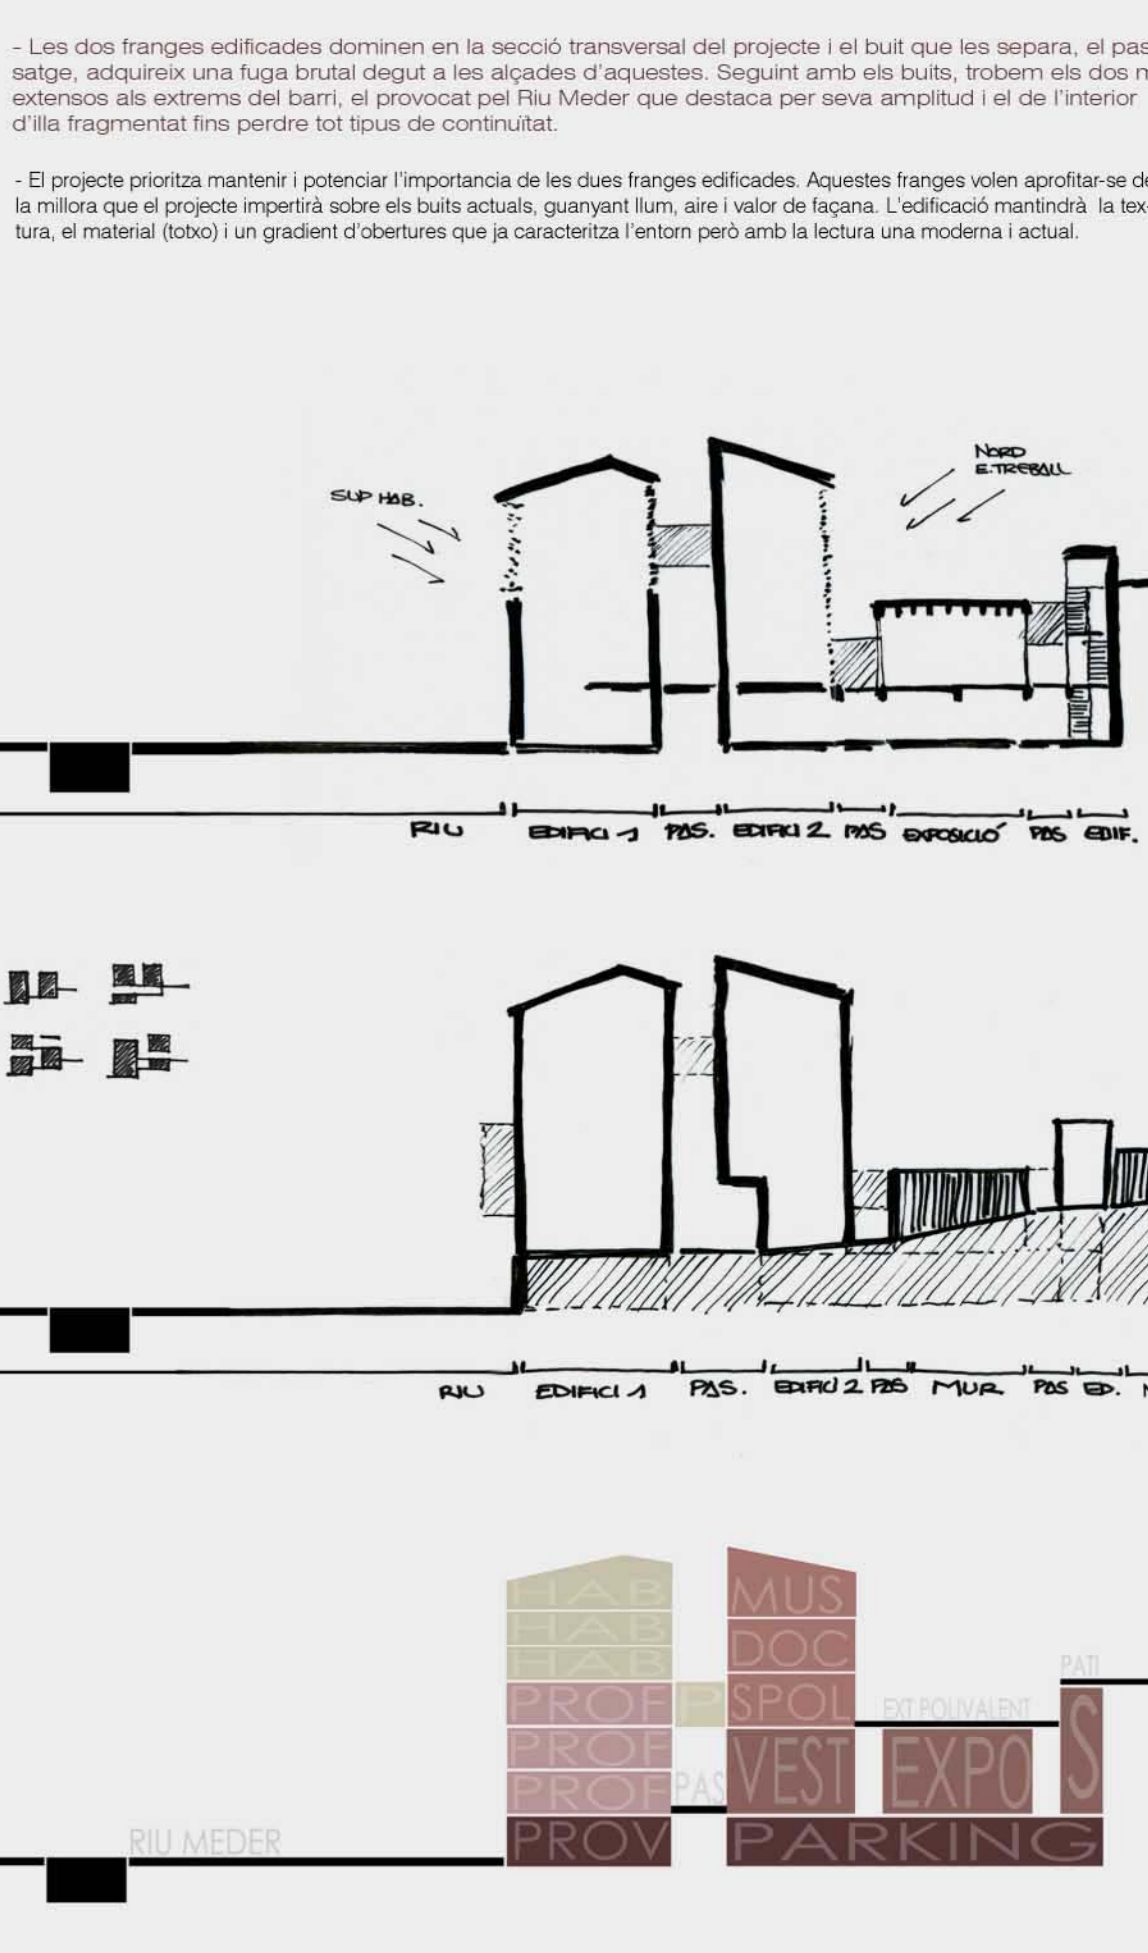 - Les dos franges edificades dominen en la secció transversal del projecte i el buit que les separa, el pas
satge, adquireix una fuga brutal degut a les alçades d'aquestes. Seguint amb els buits, trobem els dos m
extensos als extrems del barri, el provocat pel Riu Meder que destaca per seva amplitud i el de l'interior
d'illa fragmentat fins perdre tot tipus de continuïtat.
- El projecte prioritza mantenir i potenciar l'importancia de les dues franges edificades. Aquestes franges volen aprofitar-se de
la millora que el projecte impertirà sobre els buits actuals, guanyant llum, aire i valor de façana. L'edificació mantindrà la tex-
tura, el material (totxo) i un gradient d'obertures que ja caracteritza l'entorn però amb la lectura una moderna i actual.
NORD
E.TREBALL
SUD HAB.
RIU EDIFICI 1 PAS. EDIFICI 2 PAS EXPOSICIÓ PAS EDIF.
RIU EDIFICI 1 PAS. EDIFICI 2 PAS MUR PAS ED.
HAB MUS
HAB DOC
HAB PATI
PROF P SPOL EXT POLIVALENT S
PROF VEST EXPO
PROF PAS
RIU MEDER PROV PARKING